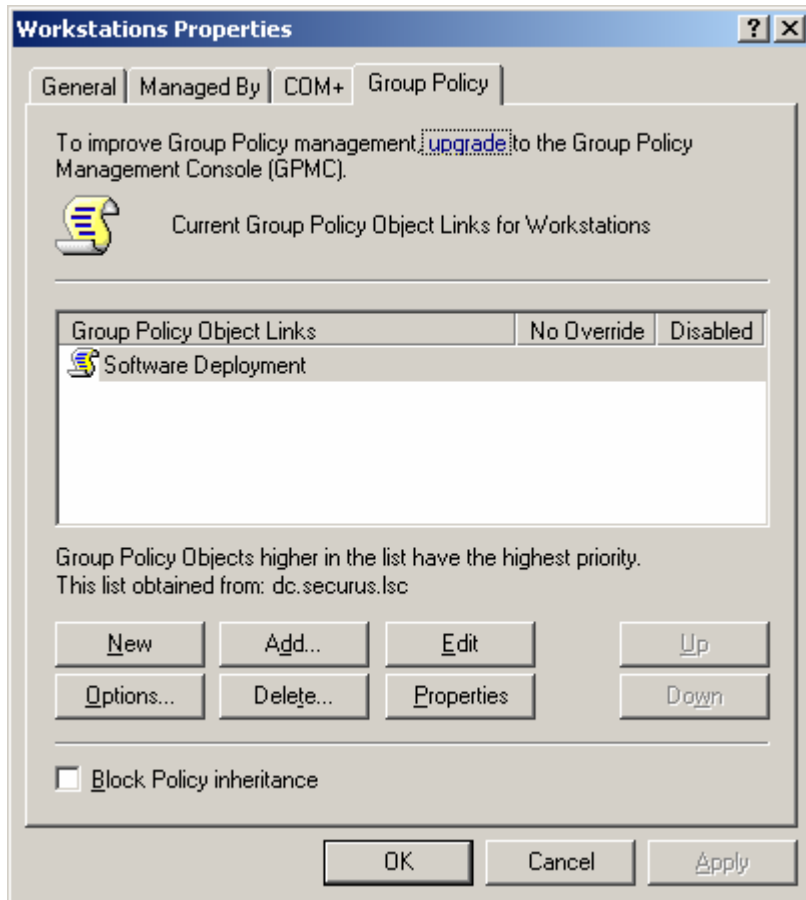 Workstations Properties
General Managed By COM+ Group Policy
To improve Group Policy management, upgrade to the Group Policy
Management Console (GPMC).
Current Group Policy Object Links for Workstations
Group Policy Object Links No Override Disabled
Software Deployment
Group Policy Objects higher in the list have the highest priority.
This list obtained from: dc.securus.lsc
New Add... Edit Up
Options... Delete... Properties Down
Block Policy inheritance
OK Cancel Apply